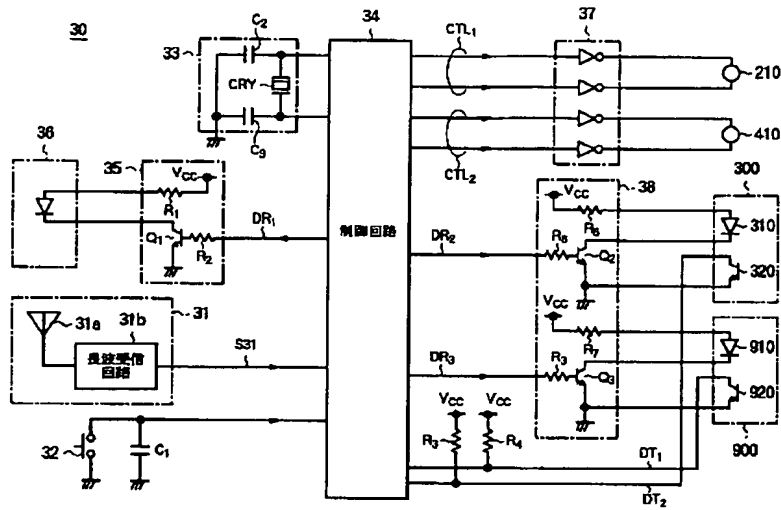 30
C2
34
37
CTL1
33
CRY
210
C3
410
CTL2
36
35
VCC
R1
Q1
R2
DR1
制御回路
38
VCC
R6
300
310
DR2
R8
Q2
320
31
31a
31b
長波受信
回路
S31
VCC
R7
910
DR3
R3
Q3
920
VCC
VCC
R3
R4
32
C1
DT1
900
DT2